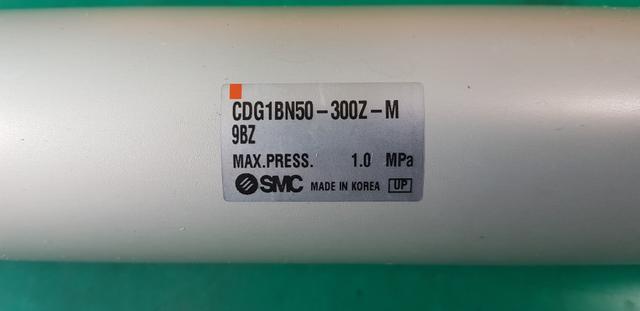 CDG1BN50-300Z-M
9BZ
MAX.PRESS. 1.0 MPa
SMC MADE IN KOREA UP